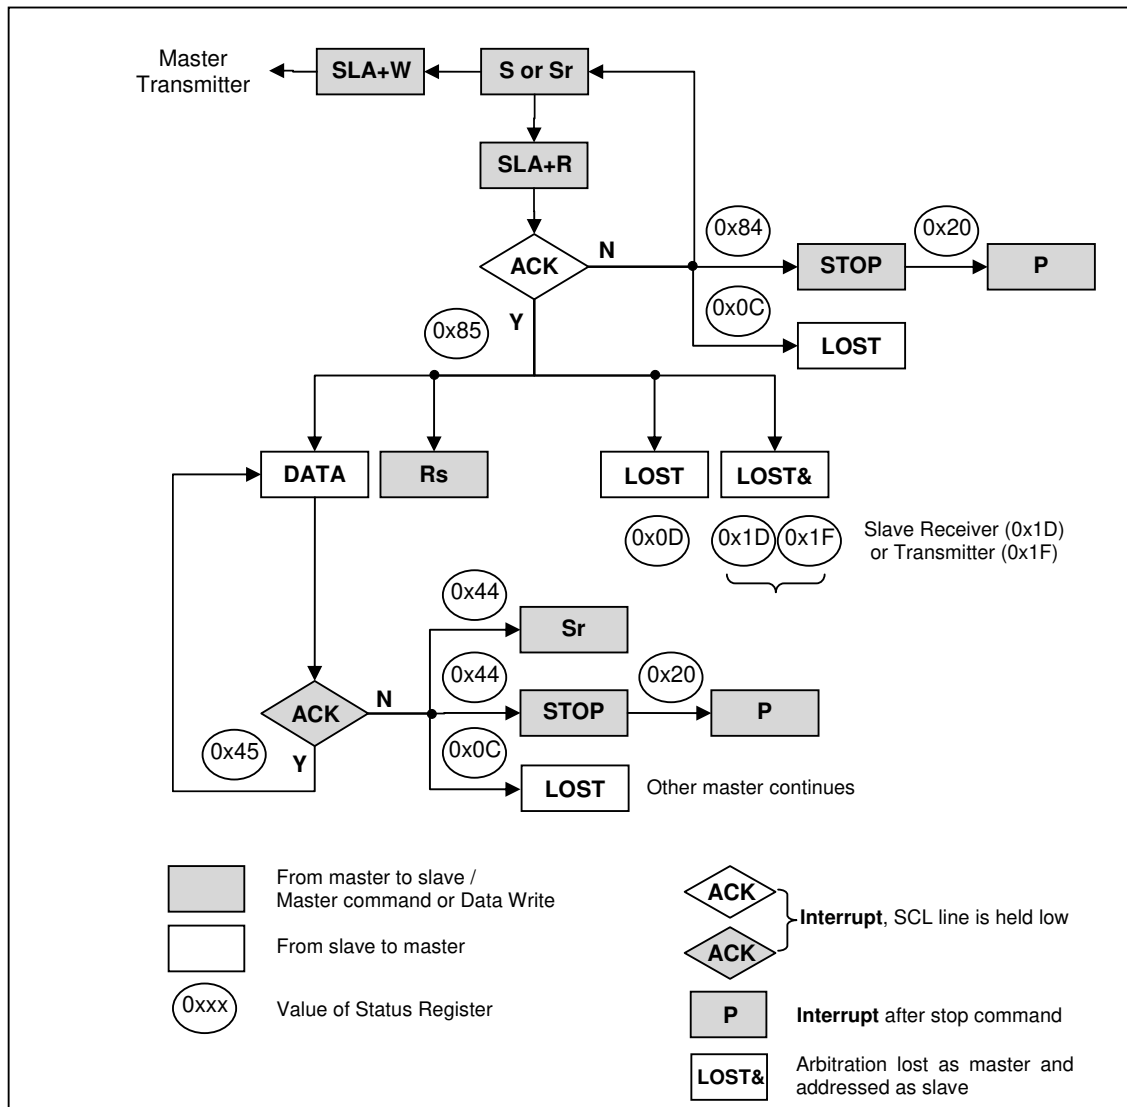 Master
Transmitter
SLA+W
S or Sr
SLA+R
ACK
N
0x84
STOP
0x20
P
0x0C
LOST
Y
0x85
DATA
Rs
LOST
LOST&
0x0D
0x1D
0x1F
Slave Receiver (0x1D)
or Transmitter (0x1F)
0x44
Sr
ACK
N
0x44
STOP
0x20
P
0x45
Y
0x0C
LOST
Other master continues
From master to slave /
Master command or Data Write
From slave to master
0xxx
Value of Status Register
ACK
Interrupt, SCL line is held low
ACK
P
Interrupt after stop command
LOST&
Arbitration lost as master and
addressed as slave